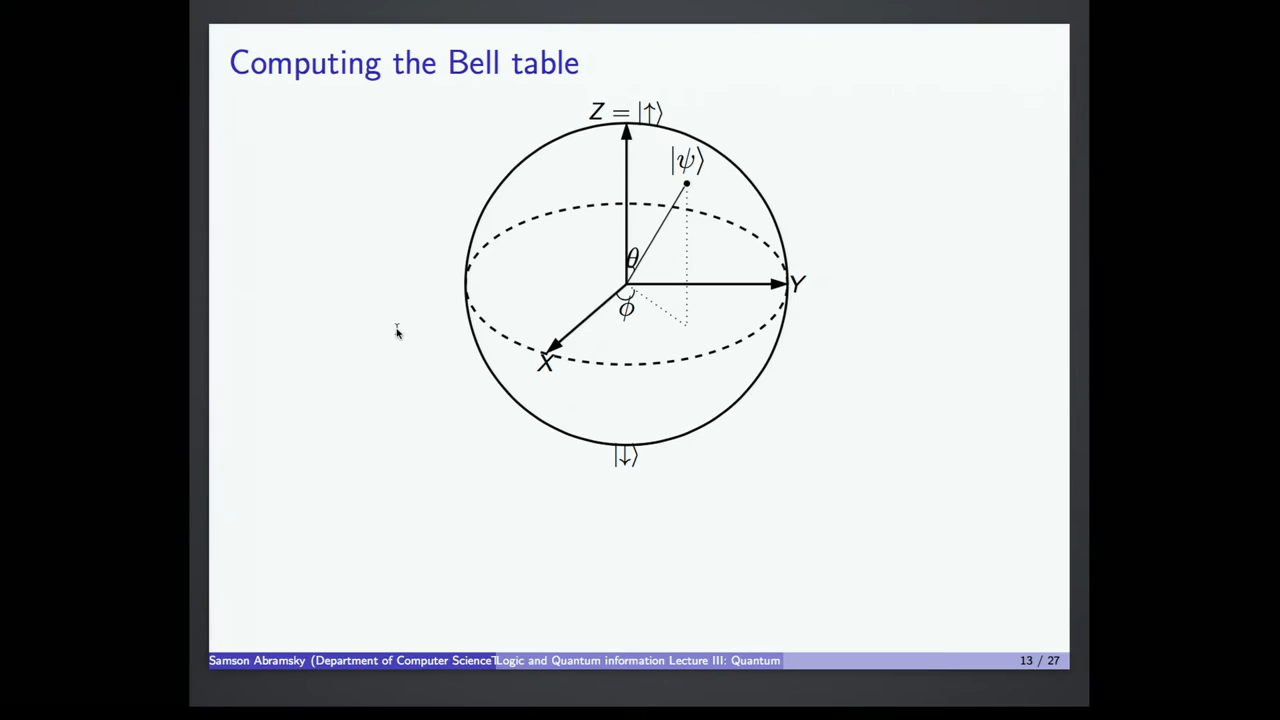 Computing the Bell table
Z = |↑⟩
|ψ⟩
θ
Y
ϕ
X
|↓⟩
Samson Abramsky (Department of Computer Science Logic and Quantum information Lecture III: Quantum 13 / 27